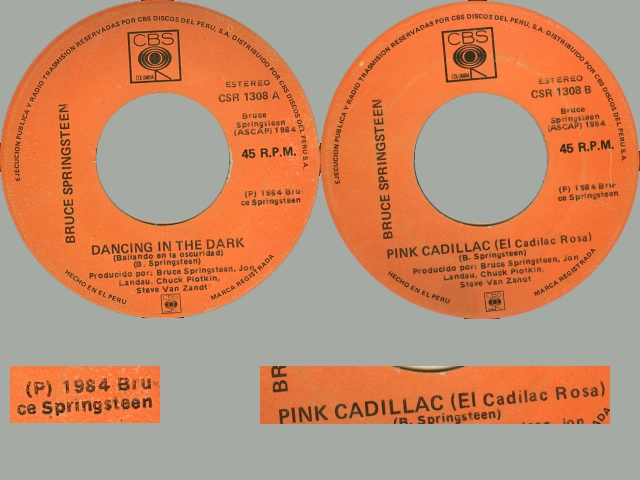 EJECUCION PUBLICA Y RADIO TRASMISION RESERVADAS POR CBS DISCOS DEL PERU, S.A. DISTRIBUIDO POR CBS DISCOS DEL PERU S.A.
CBS
COLUMBIA
ESTEREO
CSR 1308 A
Bruce
Springsteen
(ASCAP) 1984
45 R.P.M.
(P) 1984 Bru-
ce Springsteen
BRUCE SPRINGSTEEN
DANCING IN THE DARK
(Bailando en la oscuridad)
(B. Springsteen)
Producido por: Bruce Springsteen, Jon
Landau, Chuck Plotkin,
Steve Van Zandt
HECHO EN EL PERU
CBS
MARCA REGISTRADA
EJECUCION PUBLICA Y RADIO TRASMISION RESERVADAS POR CBS DISCOS DEL PERU, S.A. DISTRIBUIDO POR CBS DISCOS DEL PERU S.A.
CBS
COLUMBIA
ESTEREO
CSR 1308 B
Bruce
Springsteen
(ASCAP) 1984
45 R.P.M.
(P) 1984 Bru-
ce Springsteen
BRUCE SPRINGSTEEN
PINK CADILLAC (El Cadilac Rosa)
(B. Springsteen)
Producido por: Bruce Springsteen, Jon
Landau, Chuck Plotkin,
Steve Van Zandt
HECHO EN EL PERU
CBS
MARCA REGISTRADA
(P) 1984 Bru-
ce Springsteen
BR
PINK CADILLAC (El Cadilac Rosa)
(B. Springsteen)
ADA